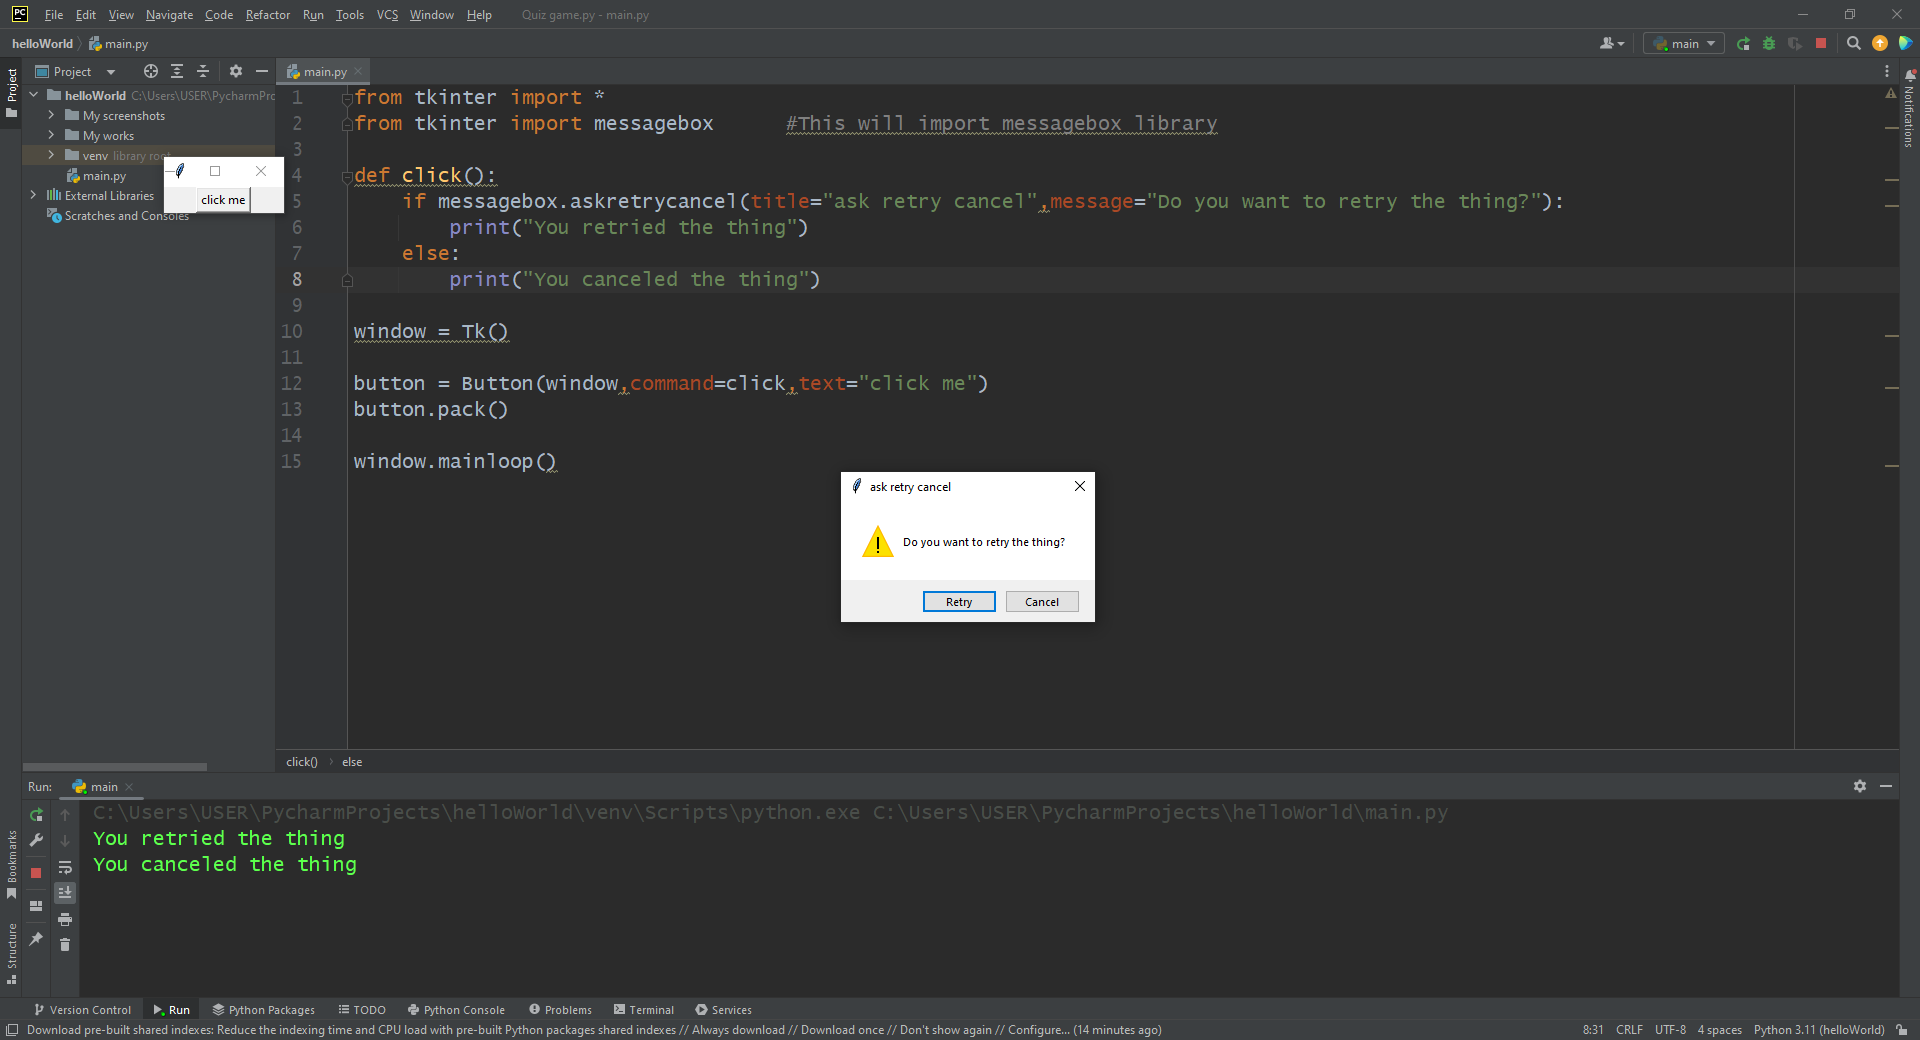 PC File Edit View Navigate Code Refactor Run Tools VCS Window Help Quiz game.py - main.py
helloWorld main.py main
Project
Project
main.py
helloWorld C:\Users\USER\PycharmPro
My screenshots
My works
venv library root
main.py
External Libraries
Scratches and Consoles
click me
1 from tkinter import *
2 from tkinter import messagebox #This will import messagebox library
3
4 def click():
5 if messagebox.askretrycancel(title="ask retry cancel",message="Do you want to retry the thing?"):
6 print("You retried the thing")
7 else:
8 print("You canceled the thing")
9
10 window = Tk()
11
12 button = Button(window,command=click,text="click me")
13 button.pack()
14
15 window.mainloop()
ask retry cancel
Do you want to retry the thing?
Retry Cancel
Notifications
click() else
Run: main
C:\Users\USER\PycharmProjects\helloWorld\venv\Scripts\python.exe C:\Users\USER\PycharmProjects\helloWorld\main.py
You retried the thing
You canceled the thing
Bookmarks
Structure
Version Control Run Python Packages TODO Python Console Problems Terminal Services
Download pre-built shared indexes: Reduce the indexing time and CPU load with pre-built Python packages shared indexes // Always download // Download once // Don't show again // Configure... (14 minutes ago) 8:31 CRLF UTF-8 4 spaces Python 3.11 (helloWorld)